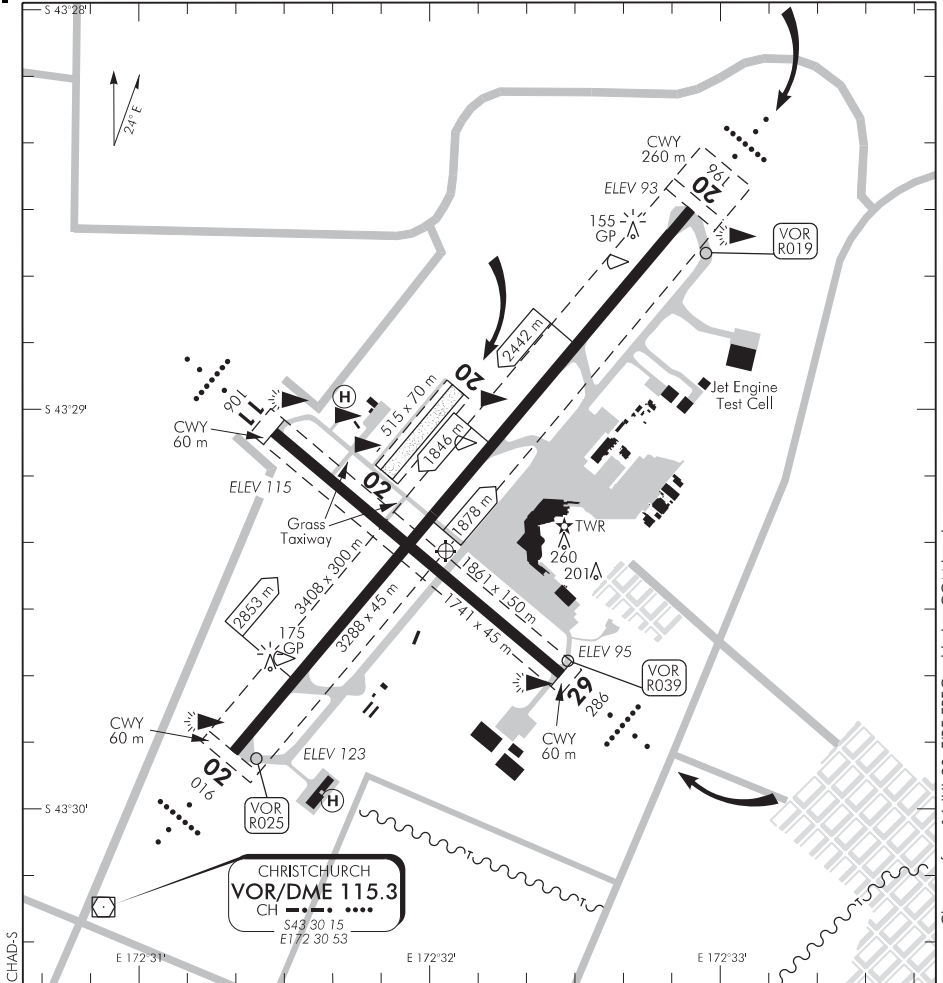 S 43°28'
24° E
CWY
260 m
196
20
ELEV 93
155
GP
VOR
R019
2442 m
Jet Engine
Test Cell
S 43°29'
H
20
515 x 70 m
106
11
CWY
60 m
1846 m
02
ELEV 115
Grass
Taxiway
1878 m
TWR
260
201
3408 x 300 m
1861 x 150 m
2853 m
3288 x 45 m
1741 x 45 m
175
GP
ELEV 95
VOR
R039
29
286
CWY
60 m
CWY
60 m
ELEV 123
02
016
H
S 43°30'
VOR
R025
CHRISTCHURCH
VOR/DME 115.3
CH
S43 30 15
E172 30 53
E 172°31'
E 172°32'
E 172°33'
CHAD-S